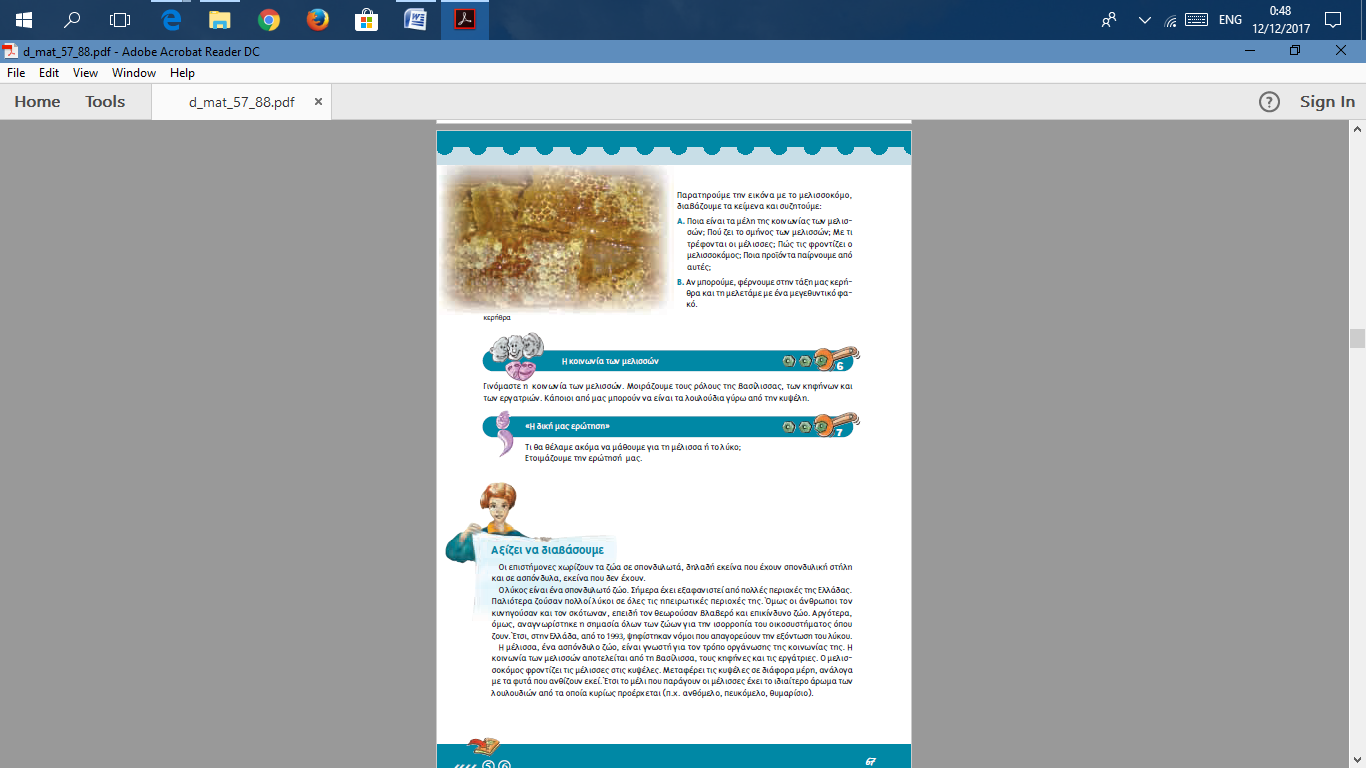 0:48
ENG
12/12/2017
d_mat_57_88.pdf - Adobe Acrobat Reader DC
File Edit View Window Help
Home Tools d_mat_57_88.pdf × ? Sign In
Παρατηρούμε την εικόνα με το μελισσοκόμο,
διαβάζουμε τα κείμενα και συζητούμε:
Α. Ποια είναι τα μέλη της κοινωνίας των μελισ-
σών; Πού ζει το σμήνος των μελισσών; Με τι
τρέφονται οι μέλισσες; Πώς τις φροντίζει ο
μελισσοκόμος; Ποια προϊόντα παίρνουμε από
αυτές;
Β. Αν μπορούμε, φέρνουμε στην τάξη μας κερή-
θρα και τη μελετάμε με ένα μεγεθυντικό φα-
κό.
κερήθρα
Η κοινωνία των μελισσών
6
Γινόμαστε η κοινωνία των μελισσών. Μοιράζουμε τους ρόλους της βασίλισσας, των κηφήνων και
των εργατριών. Κάποιοι από μας μπορούν να είναι τα λουλούδια γύρω από την κυψέλη.
«Η δική μας ερώτηση»
7
Τι θα θέλαμε ακόμα να μάθουμε για τη μέλισσα ή το λύκο;
Ετοιμάζουμε την ερώτησή μας.
Αξίζει να διαβάσουμε
Οι επιστήμονες χωρίζουν τα ζώα σε σπονδυλωτά, δηλαδή εκείνα που έχουν σπονδυλική στήλη
και σε ασπόνδυλα, εκείνα που δεν έχουν.
Ο λύκος είναι ένα σπονδυλωτό ζώο. Σήμερα έχει εξαφανιστεί από πολλές περιοχές της Ελλάδας.
Παλιότερα ζούσαν πολλοί λύκοι σε όλες τις ηπειρωτικές περιοχές της. Όμως οι άνθρωποι τον
κυνηγούσαν και τον σκότωναν, επειδή τον θεωρούσαν βλαβερό και επικίνδυνο ζώο. Αργότερα,
όμως, αναγνωρίστηκε η σημασία όλων των ζώων για την ισορροπία του οικοσυστήματος όπου
ζουν. Έτσι, στην Ελλάδα, από το 1993, ψηφίστηκαν νόμοι που απαγορεύουν την εξόντωση του λύκου.
Η μέλισσα, ένα ασπόνδυλο ζώο, είναι γνωστή για τον τρόπο οργάνωσης της κοινωνίας της. Η
κοινωνία των μελισσών αποτελείται από τη βασίλισσα, τους κηφήνες και τις εργάτριες. Ο μελισ-
σοκόμος φροντίζει τις μέλισσες στις κυψέλες. Μεταφέρει τις κυψέλες σε διάφορα μέρη, ανάλογα
με τα φυτά που ανθίζουν εκεί. Έτσι το μέλι που παράγουν οι μέλισσες έχει το ιδιαίτερο άρωμα των
λουλουδιών από τα οποία κυρίως προέρχεται (π.χ. ανθόμελο, πευκόμελο, θυμαρίσιο).
5 6
67